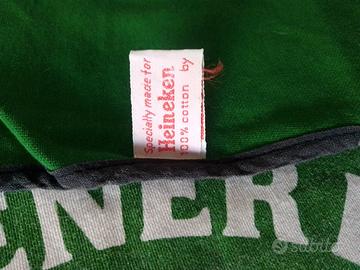 Specially made for
Heineken
100% cotton by
ENER
subito